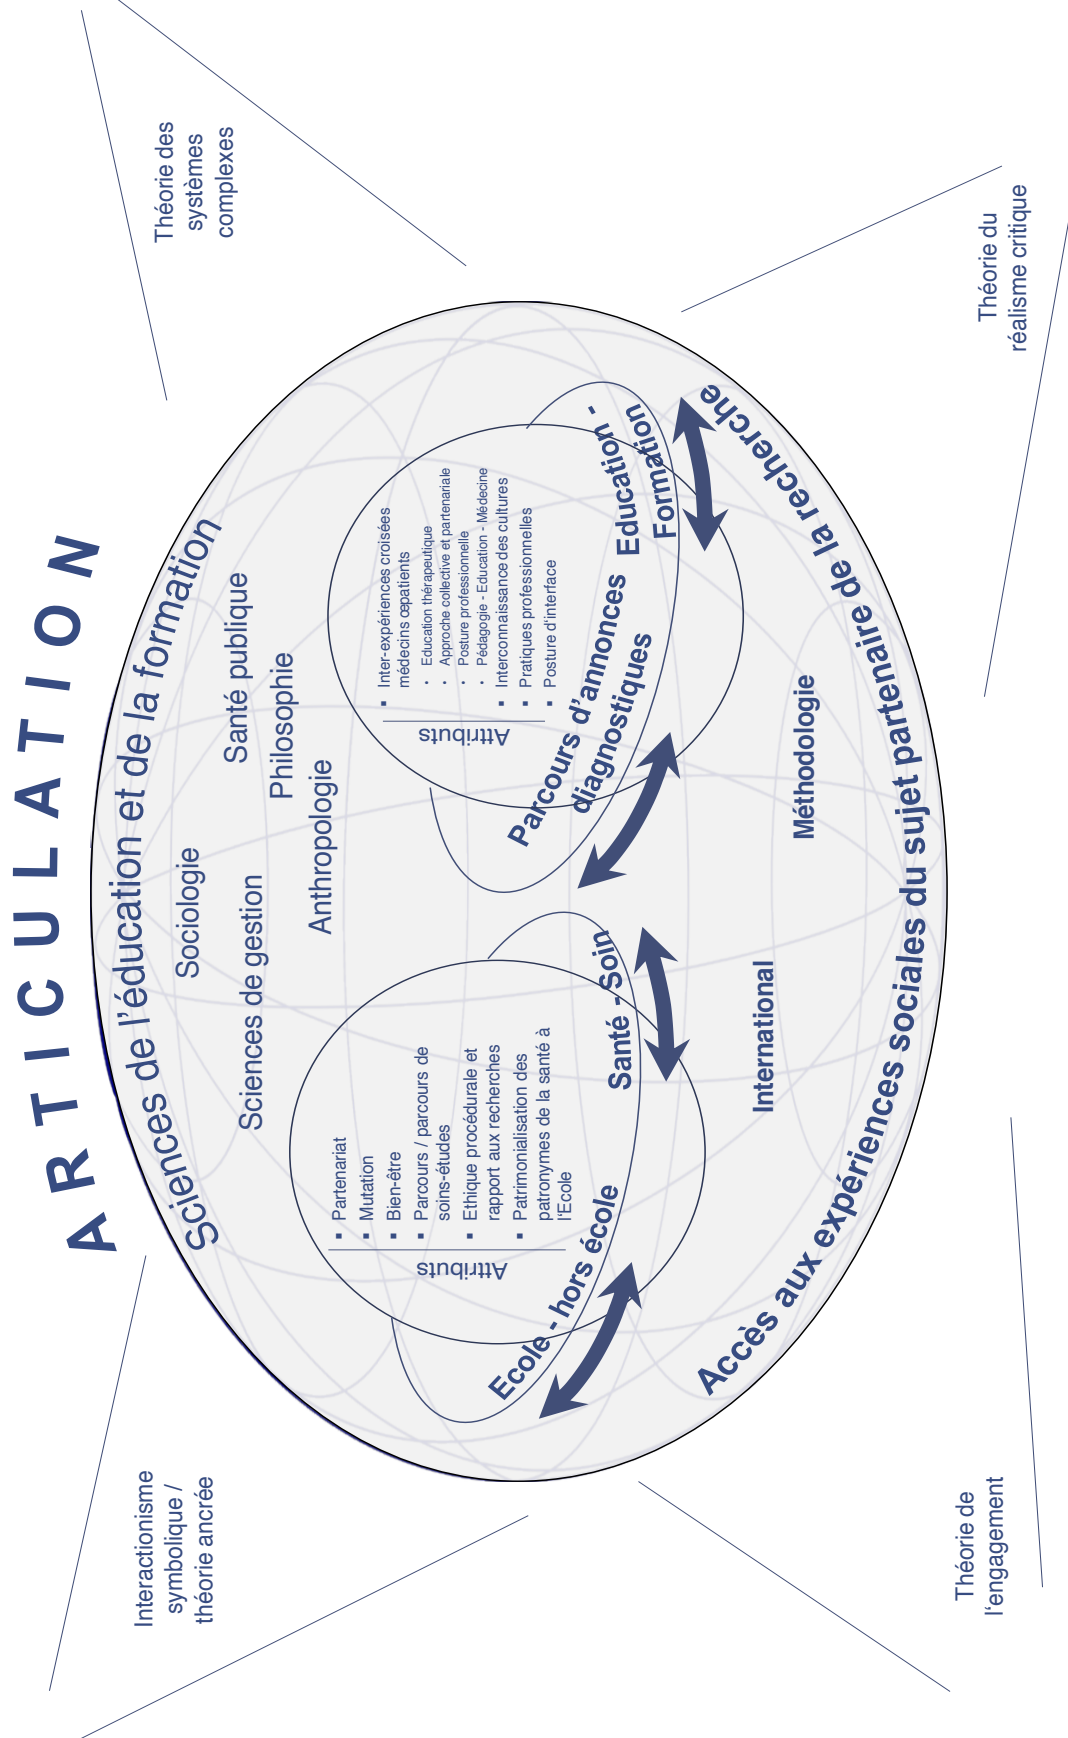 ARTICULATION
Interactionisme
symbolique /
théorie ancrée
Théorie des
systèmes
complexes
Sciences de l'éducation et de la formation
Sociologie
Santé publique
Sciences de gestion
Philosophie
Anthropologie
Attributs
▪ Partenariat
▪ Mutation
▪ Bien-être
▪ Parcours / parcours de
soins-études
▪ Ethique procédurale et
rapport aux recherches
▪ Patrimonialisation des
patronymes de la santé à
l'Ecole
Ecole - hors école
Santé - Soin
Attributs
▪ Inter-expériences croisées
médecins œpatients
• Education thérapeutique
• Approche collective et partenariale
• Posture professionnelle
• Pédagogie - Education - Médecine
▪ Interconnaissance des cultures
▪ Pratiques professionnelles
▪ Posture d'interface
Parcours d'annonces
diagnostiques
Education -
Formation
International
Méthodologie
Accès aux expériences sociales du sujet partenaire de la recherche
Théorie de
l'engagement
Théorie du
réalisme critique